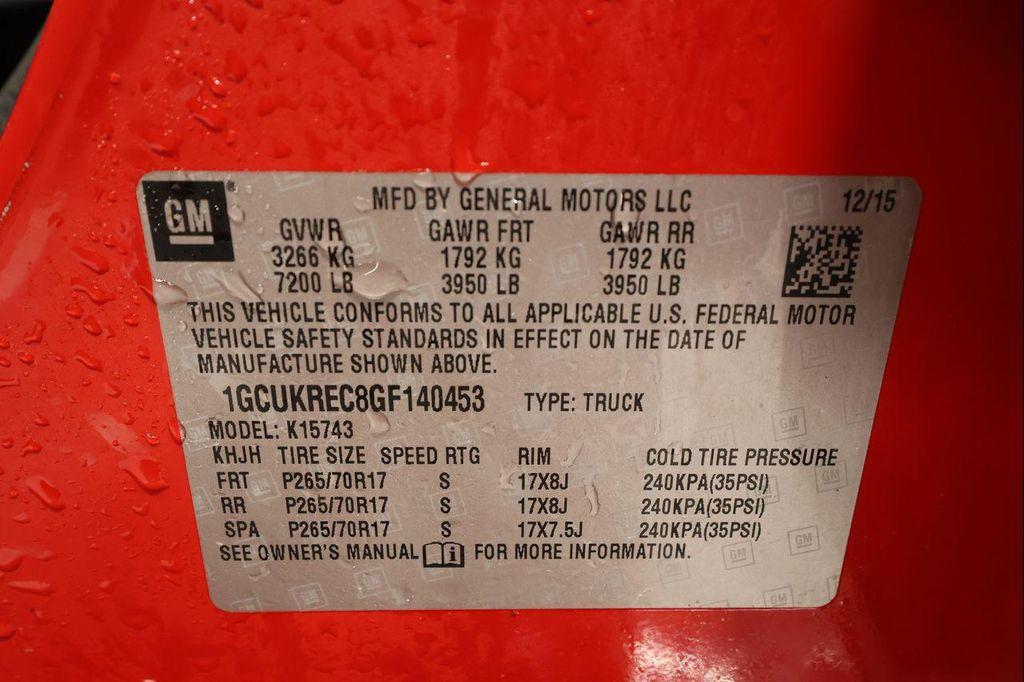 GM
MFD BY GENERAL MOTORS LLC 12/15
GVWR GAWR FRT GAWR RR
3266 KG 1792 KG 1792 KG
7200 LB 3950 LB 3950 LB
THIS VEHICLE CONFORMS TO ALL APPLICABLE U.S. FEDERAL MOTOR
VEHICLE SAFETY STANDARDS IN EFFECT ON THE DATE OF
MANUFACTURE SHOWN ABOVE.
1GCUKREC8GF140453 TYPE: TRUCK
MODEL: K15743
KHJH TIRE SIZE SPEED RTG RIM COLD TIRE PRESSURE
FRT P265/70R17 S 17X8J 240KPA(35PSI)
RR P265/70R17 S 17X8J 240KPA(35PSI)
SPA P265/70R17 S 17X7.5J 240KPA(35PSI)
SEE OWNER'S MANUAL i FOR MORE INFORMATION.